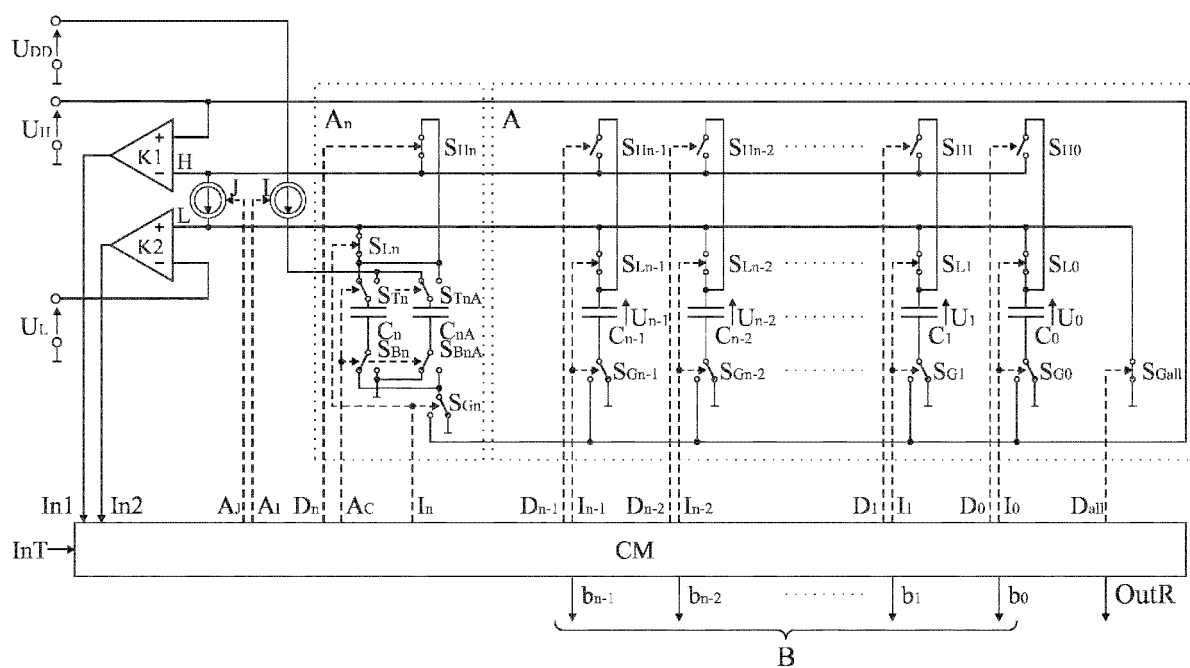 UDD
UH
UL
K1
K2
H
L
J
I
An
A
SHn
SHn-1
SHn-2
SH1
SH0
SLn
SLn-1
SLn-2
SL1
SL0
STn
STnA
Cn
CnA
SBn
SBnA
Un-1
Un-2
U1
U0
Cn-1
Cn-2
C1
C0
SGn
SGn-1
SGn-2
SG1
SG0
SGall
In1
In2
AJ
AI
Dn
AC
In
Dn-1
In-1
Dn-2
In-2
D1
I1
D0
I0
Dall
InT
CM
bn-1
bn-2
b1
b0
OutR
B